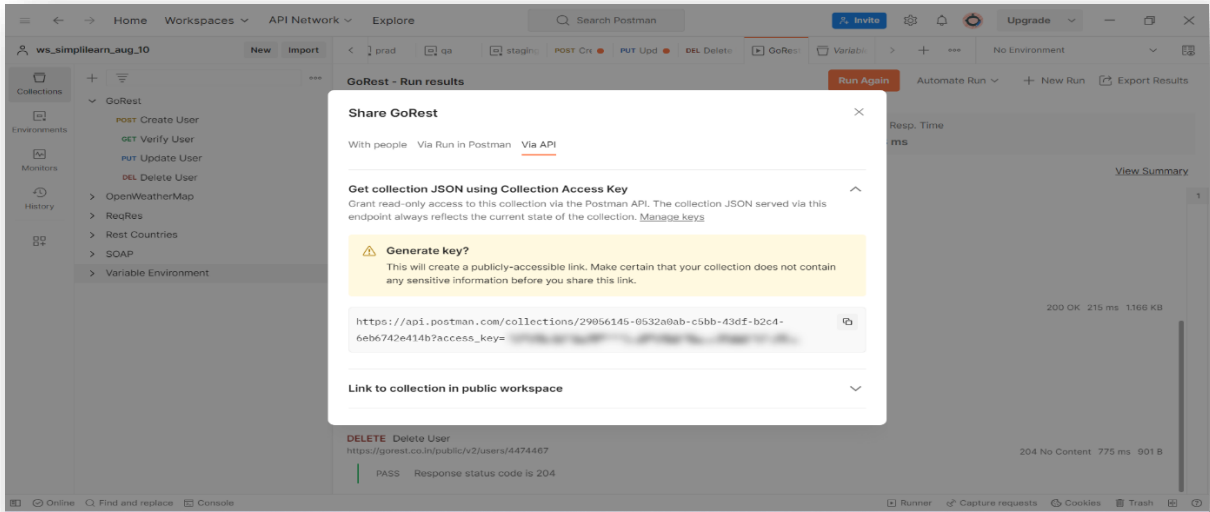 Home Workspaces API Network Explore Search Postman Invite Upgrade
ws_simplilearn_aug_10 New Import prad qa staging POST Cre PUT Upd DEL Delete GoRest Variable No Environment
Collections
Environments
Monitors
History
GoRest
POST Create User
GET Verify User
PUT Update User
DEL Delete User
OpenWeatherMap
ReqRes
Rest Countries
SOAP
Variable Environment
GoRest - Run results Run Again Automate Run + New Run Export Results
Resp. Time
ms
View Summary
1
Share GoRest
With people Via Run in Postman Via API
Get collection JSON using Collection Access Key
Grant read-only access to this collection via the Postman API. The collection JSON served via this
endpoint always reflects the current state of the collection. Manage keys
Generate key?
This will create a publicly-accessible link. Make certain that your collection does not contain
any sensitive information before you share this link.
https://api.postman.com/collections/29056145-0532a0ab-c5bb-43df-b2c4-
6eb6742e414b?access_key=
Link to collection in public workspace
200 OK 215 ms 1.166 KB
DELETE Delete User
https://gorest.co.in/public/v2/users/4474467
204 No Content 775 ms 901 B
PASS Response status code is 204
Online Find and replace Console Runner Capture requests Cookies Trash